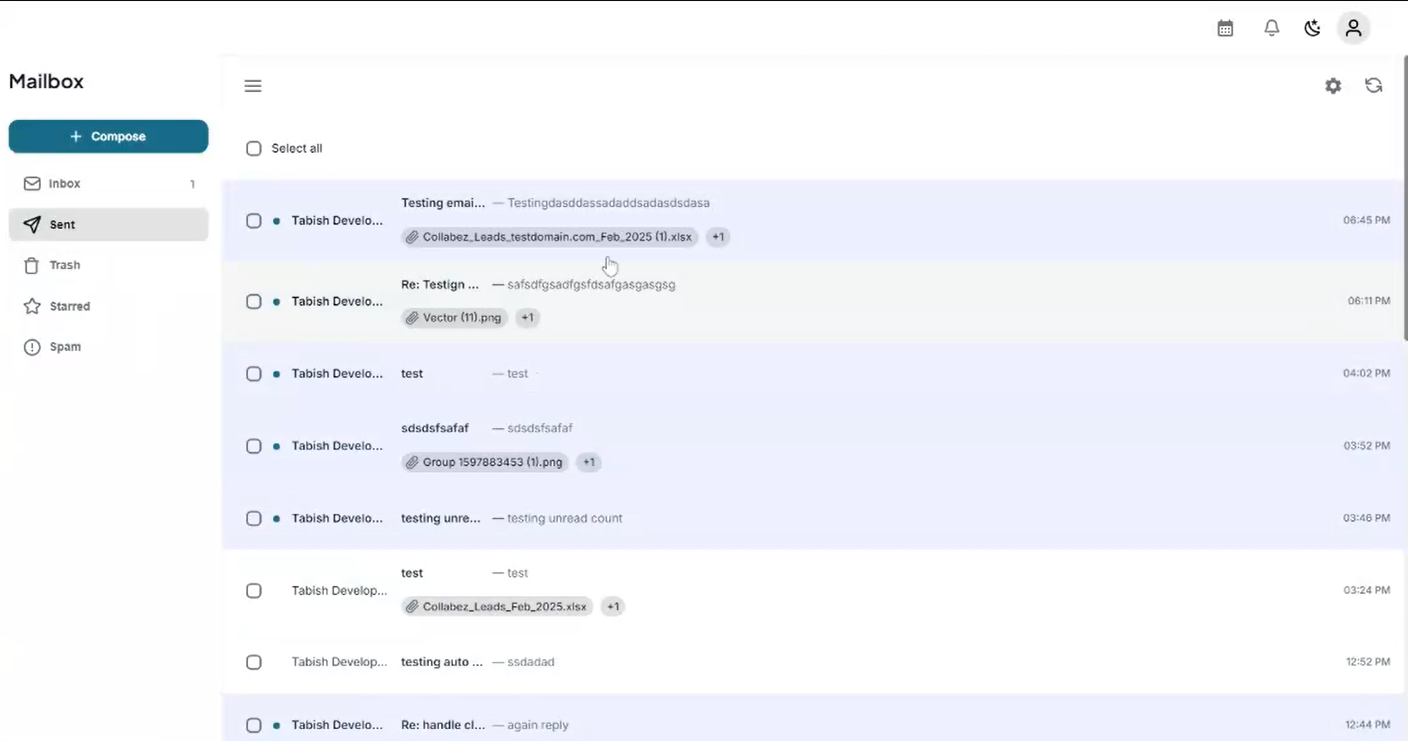 Mailbox
+ Compose
Inbox 1
Sent
Trash
Starred
Spam
Select all
Tabish Develo... Testing emai... — Testingdasddassadaddsadasdsdasa 06:45 PM
Collabez_Leads_testdomain.com_Feb_2025 (1).xlsx +1
Tabish Develo... Re: Testign ... — safsdfgsadfgsfdsafgasgasgsg 06:11 PM
Vector (11).png +1
Tabish Develo... test — test 04:02 PM
Tabish Develo... sdsdsfsafaf — sdsdsfsafaf 03:52 PM
Group 1597883453 (1).png +1
Tabish Develo... testing unre... — testing unread count 03:46 PM
Tabish Develop... test — test 03:24 PM
Collabez_Leads_Feb_2025.xlsx +1
Tabish Develop... testing auto ... — ssdadad 12:52 PM
Tabish Develo... Re: handle cl... — again reply 12:44 PM